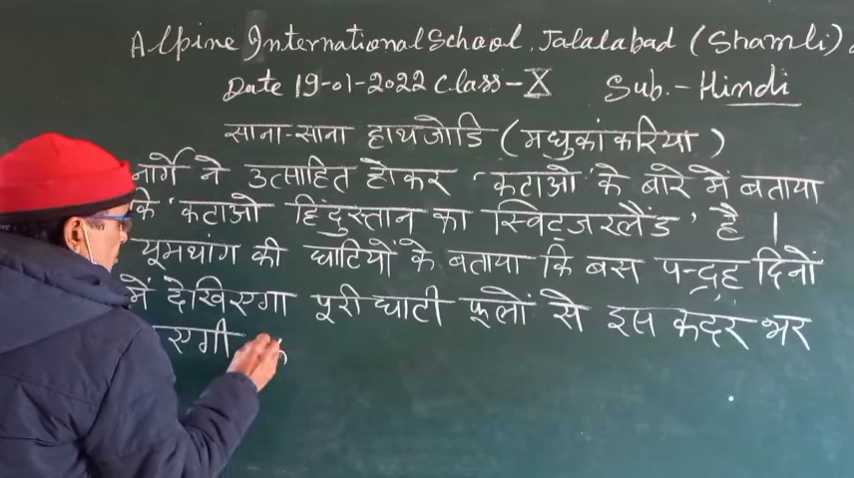 Alpine International School, Jalalabad (Shamli)
Date 19-01-2022 Class-X Sub.- Hindi
साना-साना हाथ जोडि (मधुकांकरिया)
नार्गे ने उत्साहित होकर 'कटाओ' के बारे में बताया
कि 'कटाओ हिंदुस्तान का स्विट्जरलैंड' है।
यूमथांग की घाटियों के बताया कि बस पन्द्रह दिनों
में देखिएगा पूरी घाटी फूलों से इस कदर भर
एगी